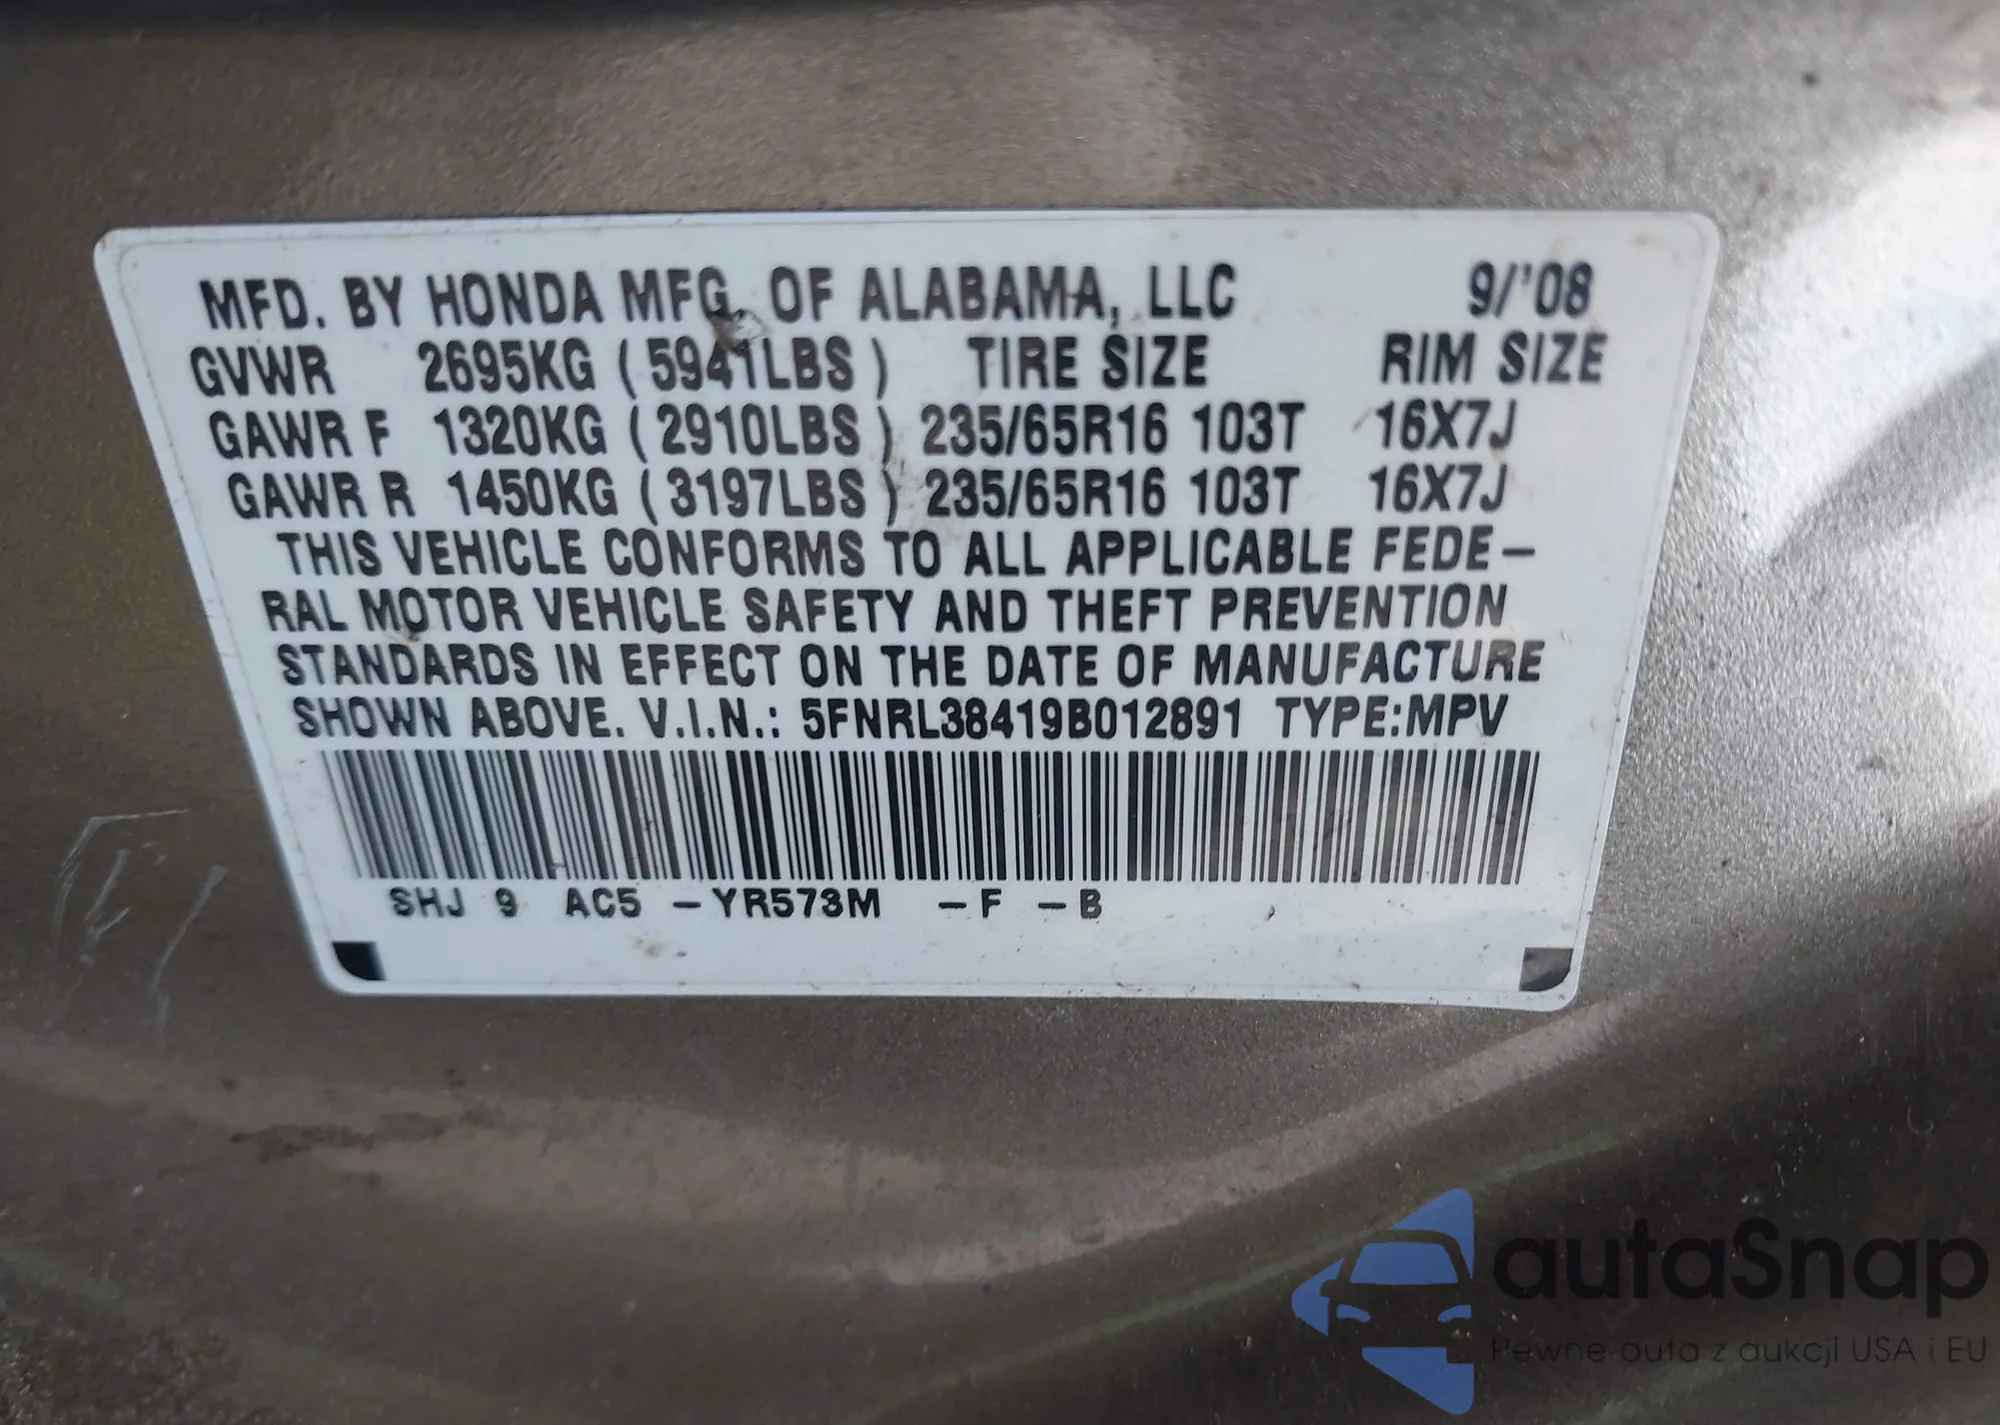 MFD. BY HONDA MFG. OF ALABAMA, LLC 9/'08
GVWR 2695KG (5941LBS) TIRE SIZE RIM SIZE
GAWR F 1320KG (2910LBS) 235/65R16 103T 16X7J
GAWR R 1450KG (3197LBS) 235/65R16 103T 16X7J
THIS VEHICLE CONFORMS TO ALL APPLICABLE FEDE-
RAL MOTOR VEHICLE SAFETY AND THEFT PREVENTION
STANDARDS IN EFFECT ON THE DATE OF MANUFACTURE
SHOWN ABOVE. V.I.N.: 5FNRL38419B012891 TYPE:MPV
SHJ 9 AC5 -YR573M -F -B
autaSnap
Pewne auta z aukcji USA i EU